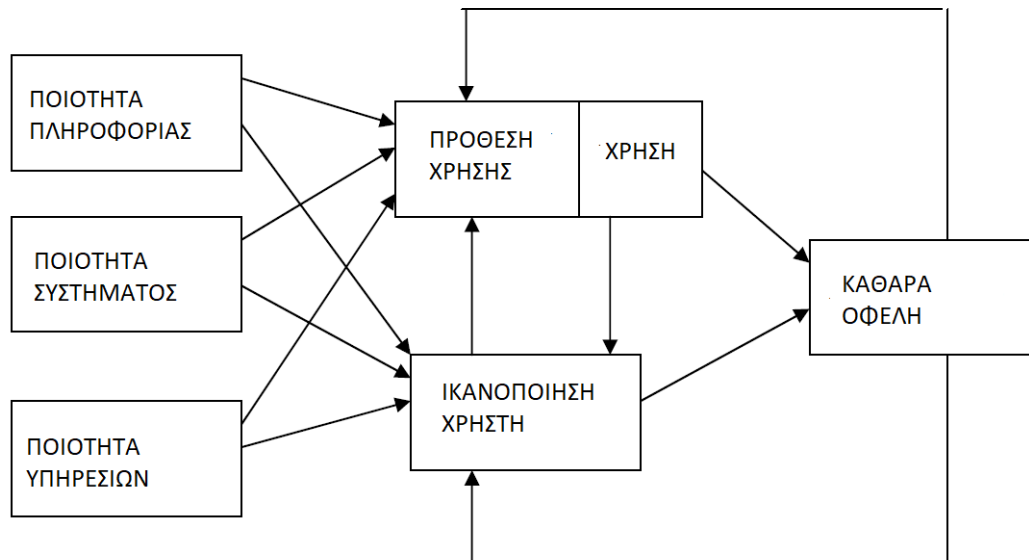 ΠΟΙΟΤΗΤΑ
ΠΛΗΡΟΦΟΡΙΑΣ
ΠΡΟΘΕΣΗ
ΧΡΗΣΗΣ
ΧΡΗΣΗ
ΠΟΙΟΤΗΤΑ
ΣΥΣΤΗΜΑΤΟΣ
ΚΑΘΑΡΑ
ΟΦΕΛΗ
ΙΚΑΝΟΠΟΙΗΣΗ
ΧΡΗΣΤΗ
ΠΟΙΟΤΗΤΑ
ΥΠΗΡΕΣΙΩΝ